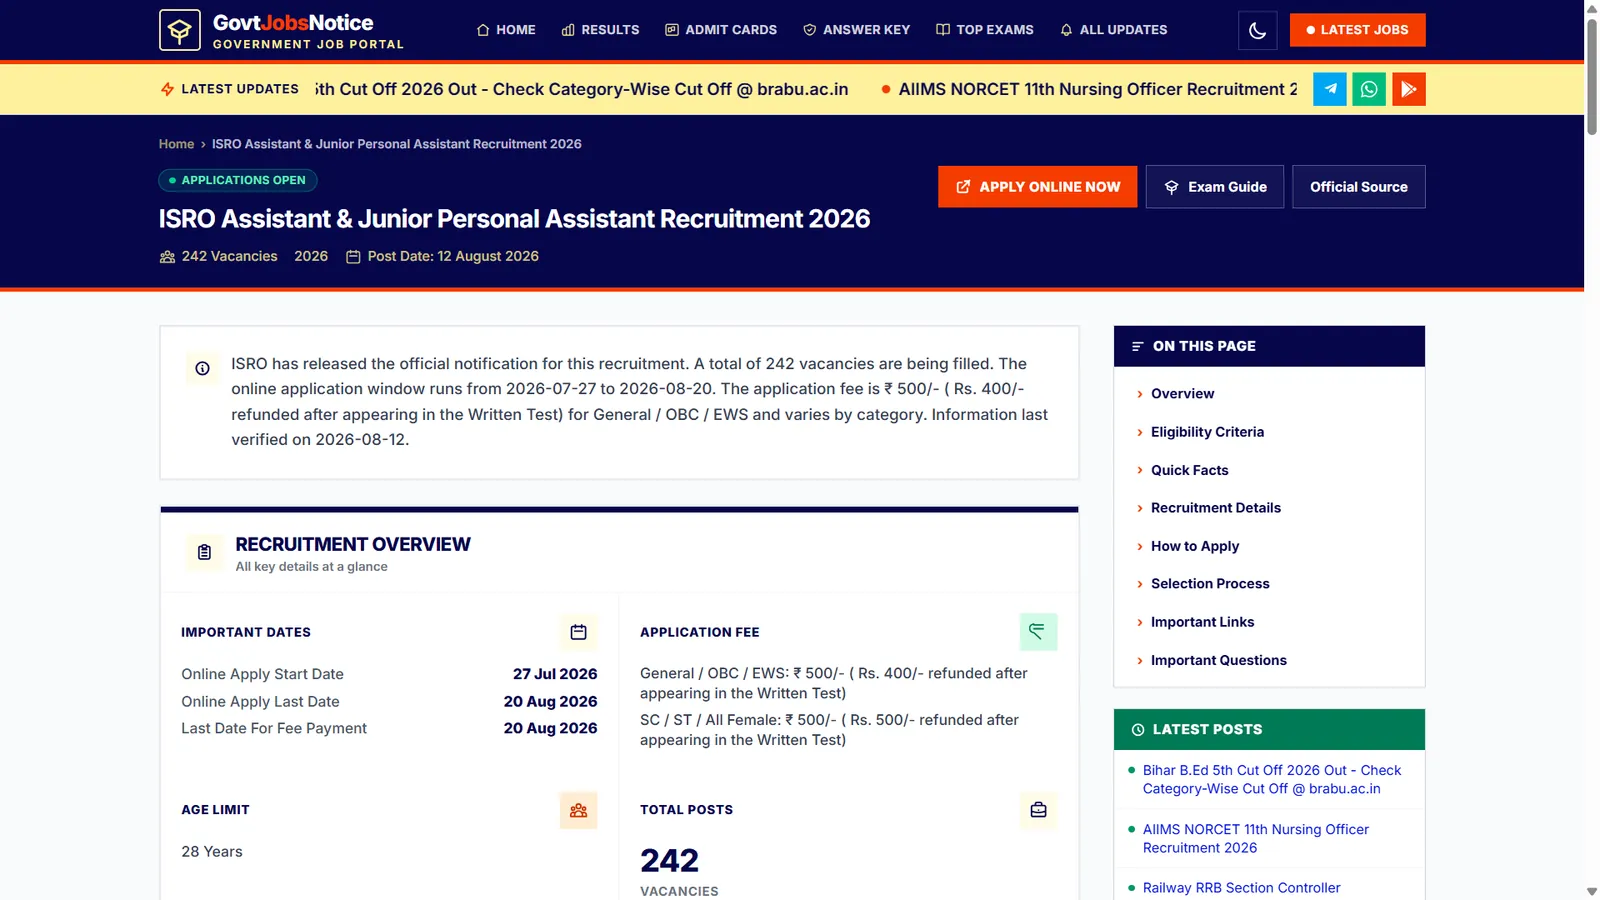 GovtJobsNotice
GOVERNMENT JOB PORTAL
HOME
RESULTS
ADMIT CARDS
ANSWER KEY
TOP EXAMS
ALL UPDATES
LATEST JOBS
LATEST UPDATES
5th Cut Off 2026 Out - Check Category-Wise Cut Off @ brabu.ac.in
AIIMS NORCET 11th Nursing Officer Recruitment 2
Home › ISRO Assistant & Junior Personal Assistant Recruitment 2026
APPLICATIONS OPEN
APPLY ONLINE NOW
Exam Guide
Official Source
ISRO Assistant & Junior Personal Assistant Recruitment 2026
242 Vacancies 2026 Post Date: 12 August 2026
ISRO has released the official notification for this recruitment. A total of 242 vacancies are being filled. The
online application window runs from 2026-07-27 to 2026-08-20. The application fee is ₹ 500/- ( Rs. 400/-
refunded after appearing in the Written Test) for General / OBC / EWS and varies by category. Information last
verified on 2026-08-12.
RECRUITMENT OVERVIEW
All key details at a glance
IMPORTANT DATES
Online Apply Start Date 27 Jul 2026
Online Apply Last Date 20 Aug 2026
Last Date For Fee Payment 20 Aug 2026
APPLICATION FEE
General / OBC / EWS: ₹ 500/- ( Rs. 400/- refunded after
appearing in the Written Test)
SC / ST / All Female: ₹ 500/- ( Rs. 500/- refunded after
appearing in the Written Test)
AGE LIMIT
28 Years
TOTAL POSTS
242
VACANCIES
ON THIS PAGE
› Overview
› Eligibility Criteria
› Quick Facts
› Recruitment Details
› How to Apply
› Selection Process
› Important Links
› Important Questions
LATEST POSTS
Bihar B.Ed 5th Cut Off 2026 Out - Check
Category-Wise Cut Off @ brabu.ac.in
AIIMS NORCET 11th Nursing Officer
Recruitment 2026
Railway RRB Section Controller